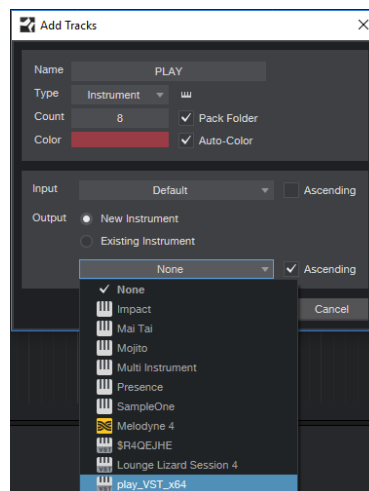 Add Tracks
Name PLAY
Type Instrument
Count 8 Pack Folder
Color Auto-Color
Input Default Ascending
Output New Instrument
Existing Instrument
None Ascending
None
Cancel
Impact
Mai Tai
Mojito
Multi Instrument
Presence
SampleOne
Melodyne 4
$R4QEJHE
Lounge Lizard Session 4
play_VST_x64